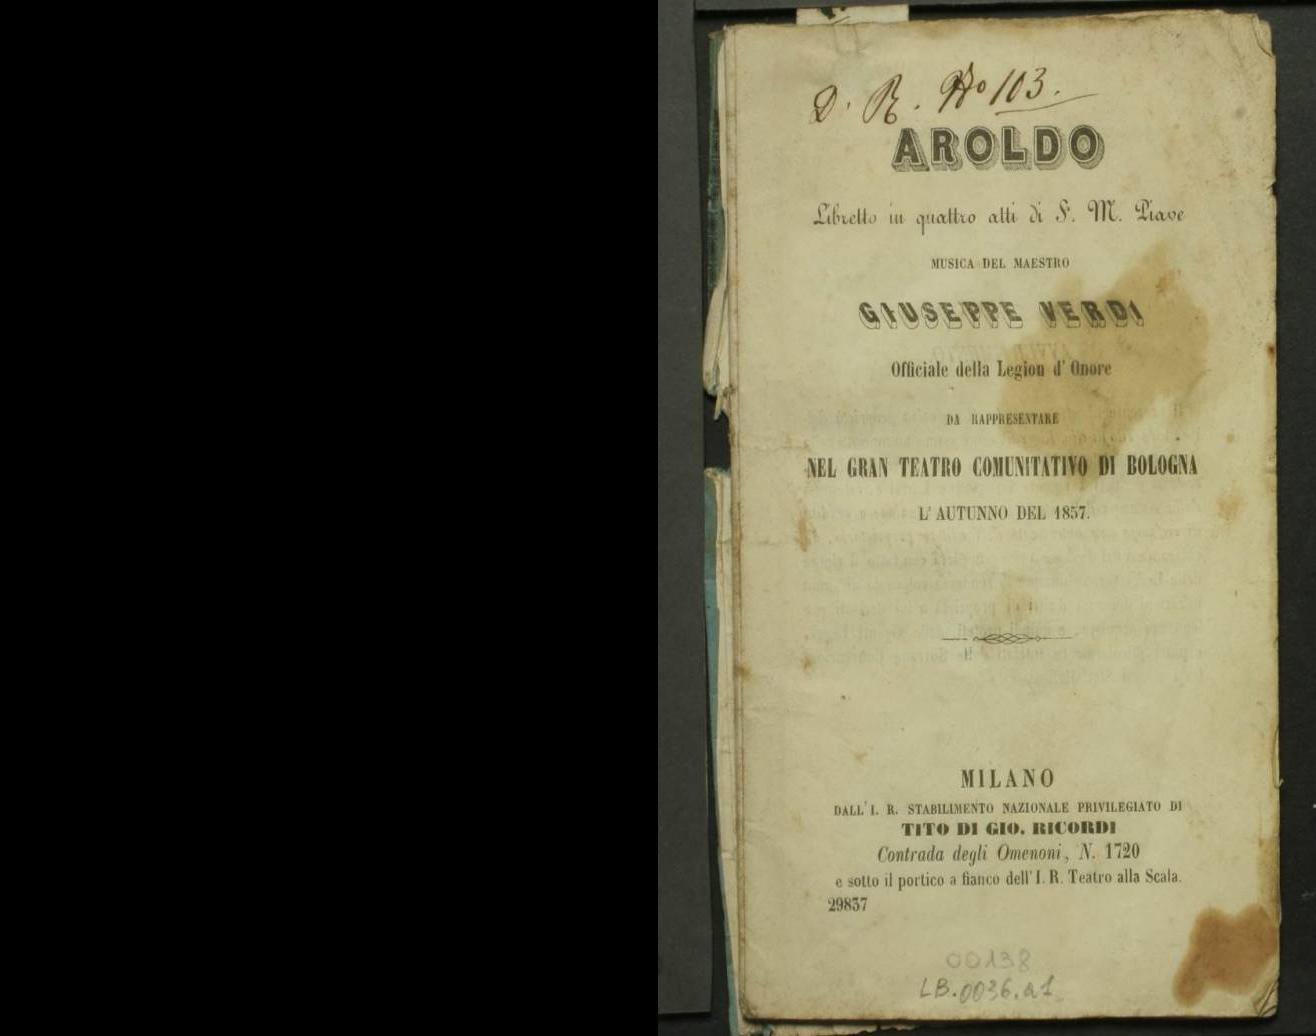 D. R. No 103.
AROLDO
Libretto in quattro atti di F. M. Piave
MUSICA DEL MAESTRO
GIUSEPPE VERDI
Officiale della Legion d' Onore
DA RAPPRESENTARE
NEL GRAN TEATRO COMUNITATIVO DI BOLOGNA
L' AUTUNNO DEL 1857.
MILANO
DALL' I. R. STABILIMENTO NAZIONALE PRIVILEGIATO DI
TITO DI GIO. RICORDI
Contrada degli Omenoni, N. 1720
e sotto il portico a fianco dell' I. R. Teatro alla Scala.
29837
00138
LB.0036.a1